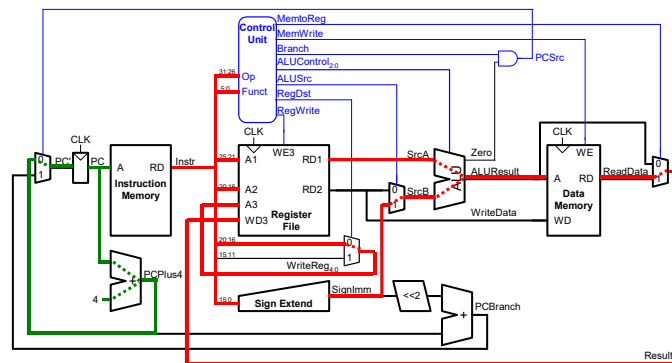 Control
Unit
MemtoReg
MemWrite
Branch
ALUControl2:0
PCSrc
31:26
Op
ALUSrc
5:0
Funct
RegDst
RegWrite
CLK
CLK
CLK
WE3
WE
0
1
PC'
PC
A
RD
Instr
Instruction
Memory
25:21
A1
RD1
SrcA
Zero
ALU
ALUResult
A
RD
ReadData
0
1
20:16
A2
RD2
0
1
SrcB
Data
Memory
A3
WD3
Register
File
WriteData
WD
20:16
0
15:11
1
WriteReg4:0
PCPlus4
+
4
SignImm
15:0
Sign Extend
<<2
+
PCBranch
Result